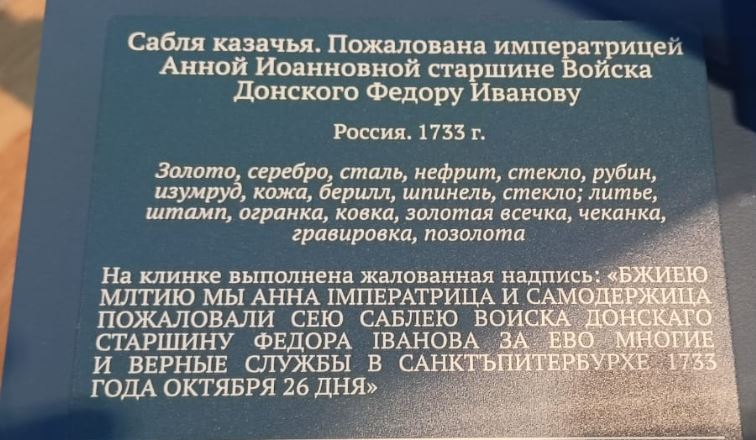 Сабля казачья. Пожалована императрицей
Анной Иоанновной старшине Войска
Донского Федору Иванову
Россия. 1733 г.
Золото, серебро, сталь, нефрит, стекло, рубин,
изумруд, кожа, берилл, шпинель, стекло; литье,
штамп, огранка, ковка, золотая всечка, чеканка,
гравировка, позолота
На клинке выполнена жалованная надпись: «БЖИЕЮ
МЛТИЮ МЫ АННА IМПЕРАТРИЦА И САМОДЕРЖИЦА
ПОЖАЛОВАЛИ СЕЮ САБЛЕЮ ВОИСКА ДОНСКАГО
СТАРШИНУ ФЕДОРА IВАНОВА ЗА ЕВО МНОГИЕ
И ВЕРНЫЕ СЛУЖБЫ В САНКТЪПИТЕРБУРХЕ 1733
ГОДА ОКТЯБРЯ 26 ДНЯ»